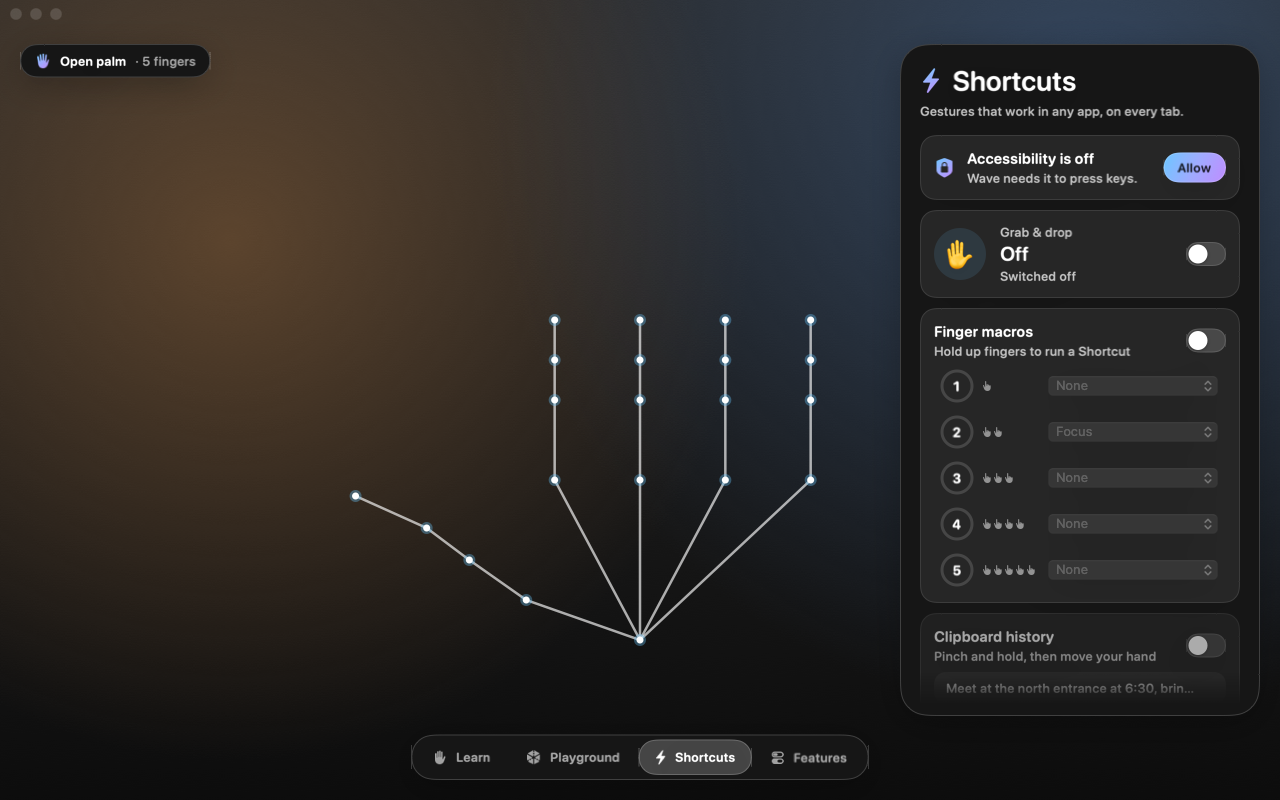 Open palm · 5 fingers
Shortcuts
Gestures that work in any app, on every tab.
Accessibility is off
Wave needs it to press keys.
Allow
Grab & drop
Off
Switched off
Finger macros
Hold up fingers to run a Shortcut
1 None
2 Focus
3 None
4 None
5 None
Clipboard history
Pinch and hold, then move your hand
Meet at the north entrance at 6:30, brin...
Learn Playground Shortcuts Features